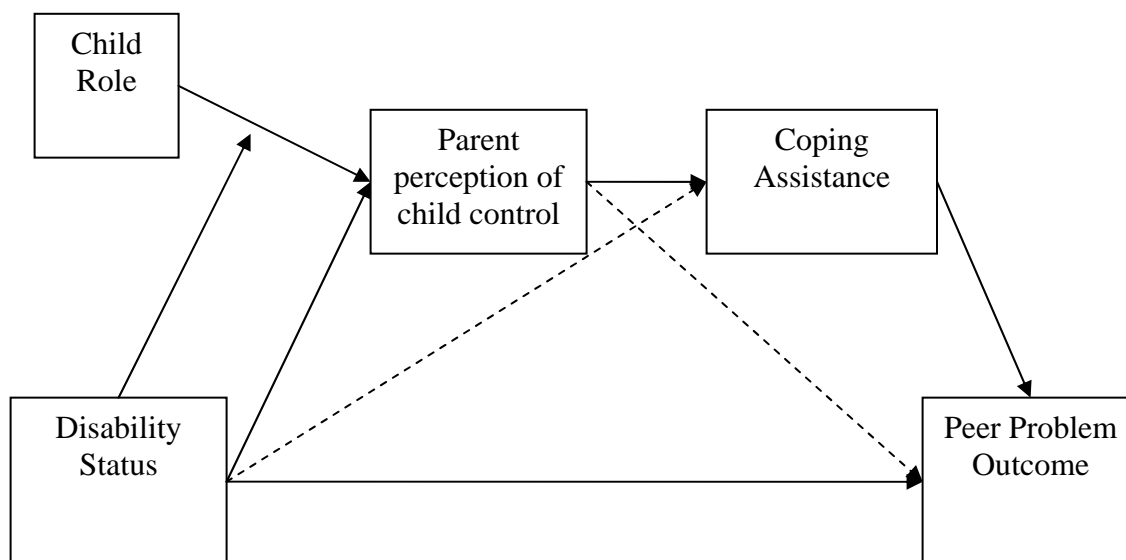 Child
Role
Parent
perception of
child control
Coping
Assistance
Disability
Status
Peer Problem
Outcome